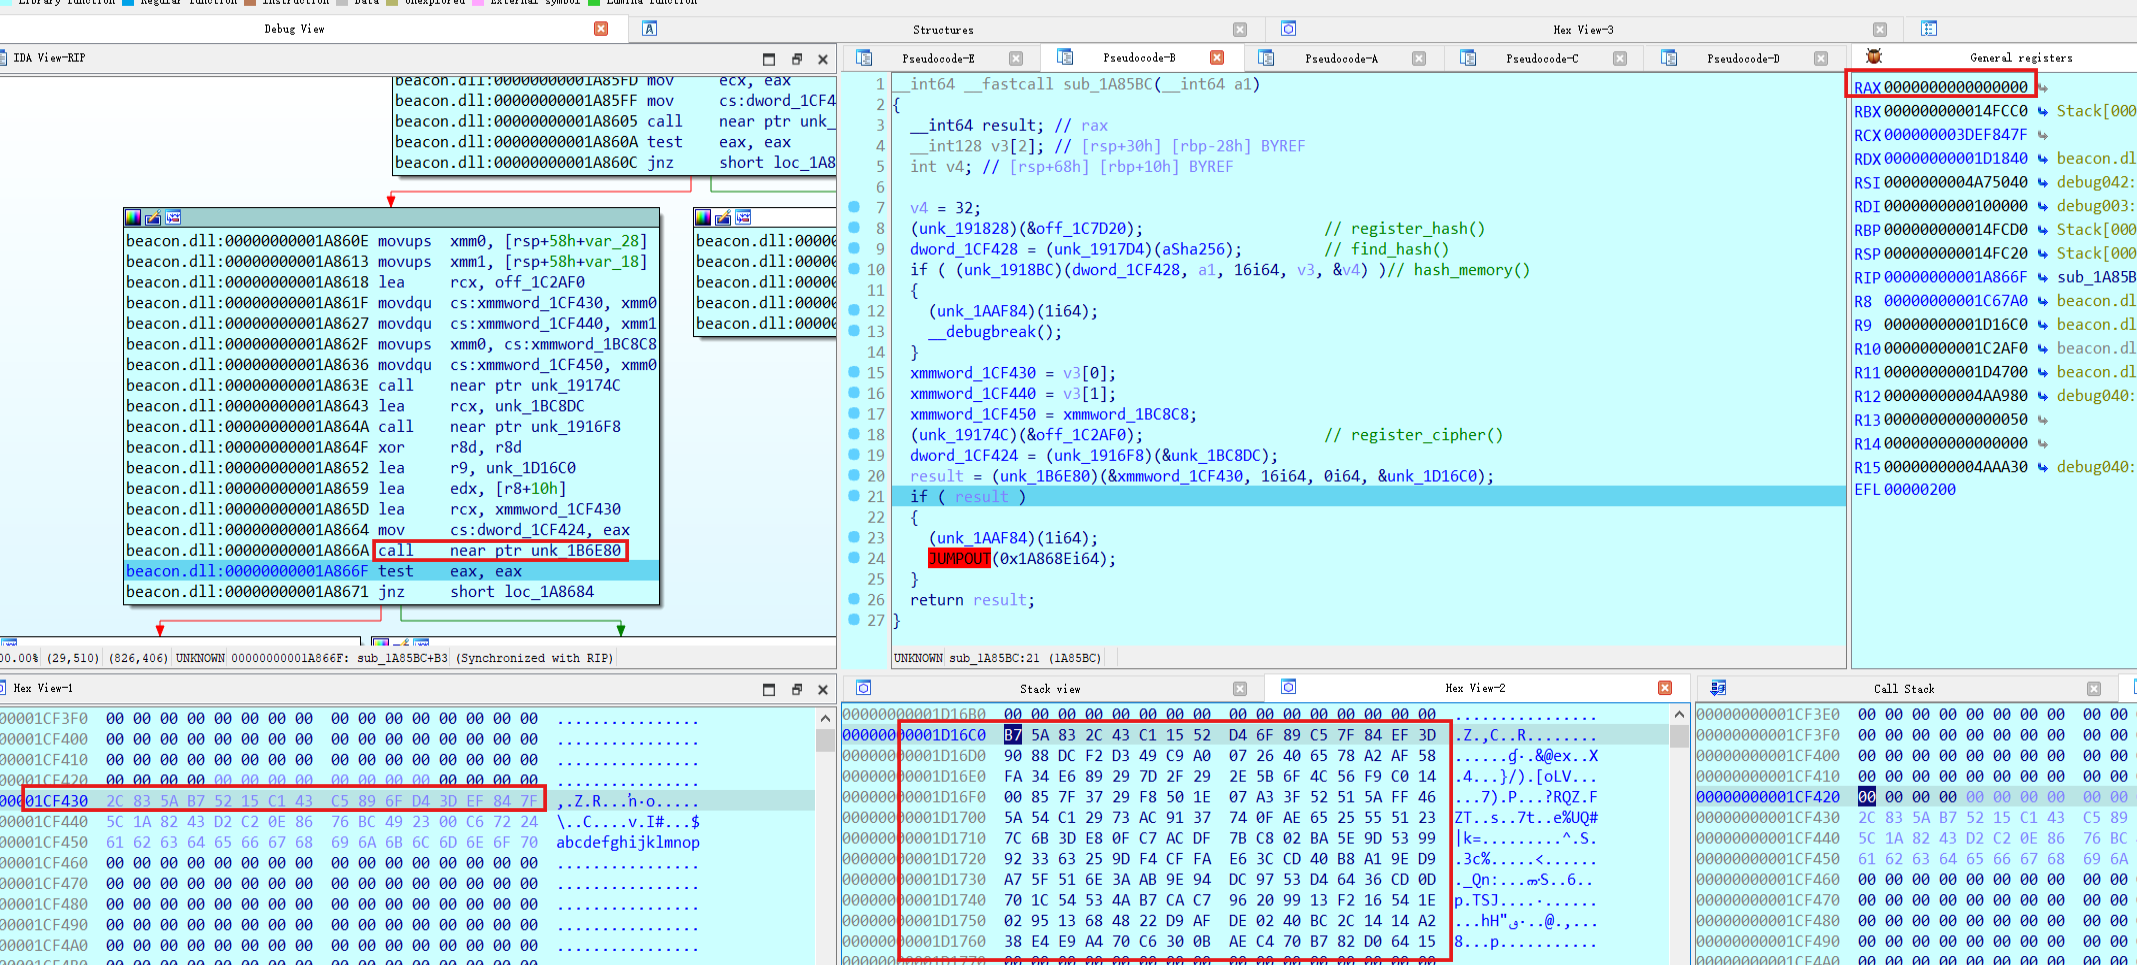 Library function Regular function Instruction Data Unexplored External symbol Lumina function
Debug View
Structures
Hex View-3
IDA View-RIP
beacon.dll:00000000001A85FD mov ecx, eax
beacon.dll:00000000001A85FF mov cs:dword_1CF4
beacon.dll:00000000001A8605 call near ptr unk_
beacon.dll:00000000001A860A test eax, eax
beacon.dll:00000000001A860C jnz short loc_1A8
beacon.dll:00000000001A860E movups xmm0, [rsp+58h+var_28]
beacon.dll:00000000001A8613 movups xmm1, [rsp+58h+var_18]
beacon.dll:00000000001A8618 lea rcx, off_1C2AF0
beacon.dll:00000000001A861F movdqu cs:xmmword_1CF430, xmm0
beacon.dll:00000000001A8627 movdqu cs:xmmword_1CF440, xmm1
beacon.dll:00000000001A862F movups xmm0, cs:xmmword_1BC8C8
beacon.dll:00000000001A8636 movdqu cs:xmmword_1CF450, xmm0
beacon.dll:00000000001A863E call near ptr unk_19174C
beacon.dll:00000000001A8643 lea rcx, unk_1BC8DC
beacon.dll:00000000001A864A call near ptr unk_1916F8
beacon.dll:00000000001A864F xor r8d, r8d
beacon.dll:00000000001A8652 lea r9, unk_1D16C0
beacon.dll:00000000001A8659 lea edx, [r8+10h]
beacon.dll:00000000001A865D lea rcx, xmmword_1CF430
beacon.dll:00000000001A8664 mov cs:dword_1CF424, eax
beacon.dll:00000000001A866A call near ptr unk_1B6E80
beacon.dll:00000000001A866F test eax, eax
beacon.dll:00000000001A8671 jnz short loc_1A8684
beacon.dll:0000
beacon.dll:0000
beacon.dll:0000
beacon.dll:0000
beacon.dll:0000
00.00% (29,510) (826,406) UNKNOWN 00000000001A866F: sub_1A85BC+B3 (Synchronized with RIP)
Pseudocode-E
Pseudocode-B
Pseudocode-A
Pseudocode-C
Pseudocode-D
1 __int64 __fastcall sub_1A85BC(__int64 a1)
2 {
3 __int64 result; // rax
4 __int128 v3[2]; // [rsp+30h] [rbp-28h] BYREF
5 int v4; // [rsp+68h] [rbp+10h] BYREF
6
7 v4 = 32;
8 (unk_191828)(&off_1C7D20); // register_hash()
9 dword_1CF428 = (unk_1917D4)(aSha256); // find_hash()
10 if ( (unk_1918BC)(dword_1CF428, a1, 16i64, v3, &v4) )// hash_memory()
11 {
12 (unk_1AAF84)(1i64);
13 __debugbreak();
14 }
15 xmmword_1CF430 = v3[0];
16 xmmword_1CF440 = v3[1];
17 xmmword_1CF450 = xmmword_1BC8C8;
18 (unk_19174C)(&off_1C2AF0); // register_cipher()
19 dword_1CF424 = (unk_1916F8)(&unk_1BC8DC);
20 result = (unk_1B6E80)(&xmmword_1CF430, 16i64, 0i64, &unk_1D16C0);
21 if ( result )
22 {
23 (unk_1AAF84)(1i64);
24 JUMPOUT(0x1A868Ei64);
25 }
26 return result;
27 }
UNKNOWN sub_1A85BC:21 (1A85BC)
General registers
RAX 0000000000000000
RBX 000000000014FCC0 Stack[000
RCX 000000003DEF847F
RDX 00000000001D1840 beacon.dl
RSI 0000000004A75040 debug042:
RDI 0000000000100000 debug003:
RBP 000000000014FCD0 Stack[000
RSP 000000000014FC20 Stack[000
RIP 00000000001A866F sub_1A85B
R8 00000000001C67A0 beacon.dl
R9 00000000001D16C0 beacon.dl
R10 00000000001C2AF0 beacon.dl
R11 00000000001D4700 beacon.dl
R12 00000000004AA980 debug040:
R13 0000000000000050
R14 0000000000000000
R15 00000000004AAA30 debug040:
EFL 00000200
Hex View-1
00001CF3F0 00 00 00 00 00 00 00 00 00 00 00 00 00 00 00 00 ................
00001CF400 00 00 00 00 00 00 00 00 00 00 00 00 00 00 00 00 ................
00001CF410 00 00 00 00 00 00 00 00 00 00 00 00 00 00 00 00 ................
00001CF420 00 00 00 00 00 00 00 00 00 00 00 00 00 00 00 00 ................
00001CF430 2C 83 5A B7 52 15 C1 43 C5 89 6F D4 3D EF 84 7F
00001CF440 5C 1A 82 43 D2 C2 0E 86 76 BC 49 23 00 C6 72 24 \..C....v.I#...$
00001CF450 61 62 63 64 65 66 67 68 69 6A 6B 6C 6D 6E 6F 70 abcdefghijklmnop
00001CF460 00 00 00 00 00 00 00 00 00 00 00 00 00 00 00 00 ................
00001CF470 00 00 00 00 00 00 00 00 00 00 00 00 00 00 00 00 ................
00001CF480 00 00 00 00 00 00 00 00 00 00 00 00 00 00 00 00 ................
00001CF490 00 00 00 00 00 00 00 00 00 00 00 00 00 00 00 00 ................
00001CF4A0 00 00 00 00 00 00 00 00 00 00 00 00 00 00 00 00 ................
Stack view
Hex View-2
00000000001D16B0 00 00 00 00 00 00 00 00 00 00 00 00 00 00 00 00 ................
00000000001D16C0 B7 5A 83 2C 43 C1 15 52 D4 6F 89 C5 7F 84 EF 3D .Z.,C..R........
00000000001D16D0 90 88 DC F2 D3 49 C9 A0 07 26 40 65 78 A2 AF 58
00000000001D16E0 FA 34 E6 89 29 7D 2F 29 2E 5B 6F 4C 56 F9 C0 14 .4...}/).[oLV...
00000000001D16F0 00 85 7F 37 29 F8 50 1E 07 A3 3F 52 51 5A FF 46 ...7).P...?RQZ.F
00000000001D1700 5A 54 C1 29 73 AC 91 37 74 0F AE 65 25 55 51 23 ZT..s..7t..e%UQ#
00000000001D1710 7C 6B 3D E8 0F C7 AC DF 7B C8 02 BA 5E 9D 53 99 |k=.........^.S.
00000000001D1720 92 33 63 25 9D F4 CF FA E6 3C CD 40 B8 A1 9E D9 .3c%.....<......
00000000001D1730 A7 5F 51 6E 3A AB 9E 94 DC 97 53 D4 64 36 CD 0D
00000000001D1740 70 1C 54 53 4A B7 CA C7 96 20 99 13 F2 16 54 1E p.TSJ...........
00000000001D1750 02 95 13 68 48 22 D9 AF DE 02 40 BC 2C 14 14 A2
00000000001D1760 38 E4 E9 A4 70 C6 30 0B AE C4 70 B7 82 D0 64 15 8...p...........
Call Stack
00000000001CF3E0 00 00 00 00 00 00 00 00 00 00
00000000001CF3F0 00 00 00 00 00 00 00 00 00 00
00000000001CF400 00 00 00 00 00 00 00 00 00 00
00000000001CF410 00 00 00 00 00 00 00 00 00 00
00000000001CF420 00 00 00 00 00 00 00 00 00 00
00000000001CF430 2C 83 5A B7 52 15 C1 43 C5 89
00000000001CF440 5C 1A 82 43 D2 C2 0E 86 76 BC
00000000001CF450 61 62 63 64 65 66 67 68 69 6A
00000000001CF460 00 00 00 00 00 00 00 00 00 00
00000000001CF470 00 00 00 00 00 00 00 00 00 00
00000000001CF480 00 00 00 00 00 00 00 00 00 00
00000000001CF490 00 00 00 00 00 00 00 00 00 00
00000000001CF4A0 00 00 00 00 00 00 00 00 00 00